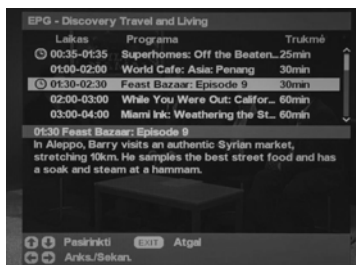 EPG - Discovery Travel and Living
Laikas Programa Trukmé
00:35-01:35 Superhomes: Off the Beaten... 25min
01:00-02:00 World Cafe: Asia: Penang 30min
01:30-02:30 Feast Bazaar: Episode 9 30min
02:00-03:00 While You Were Out: Califor... 60min
03:00-04:00 Miami Ink: Weathering the St... 60min
01:30 Feast Bazaar: Episode 9
In Aleppo, Barry visits an authentic Syrian market,
stretching 10km. He samples the best street food and has
a soak and steam at a hammam.
Pasirinkti EXIT Atgal
Anks./Sekan.